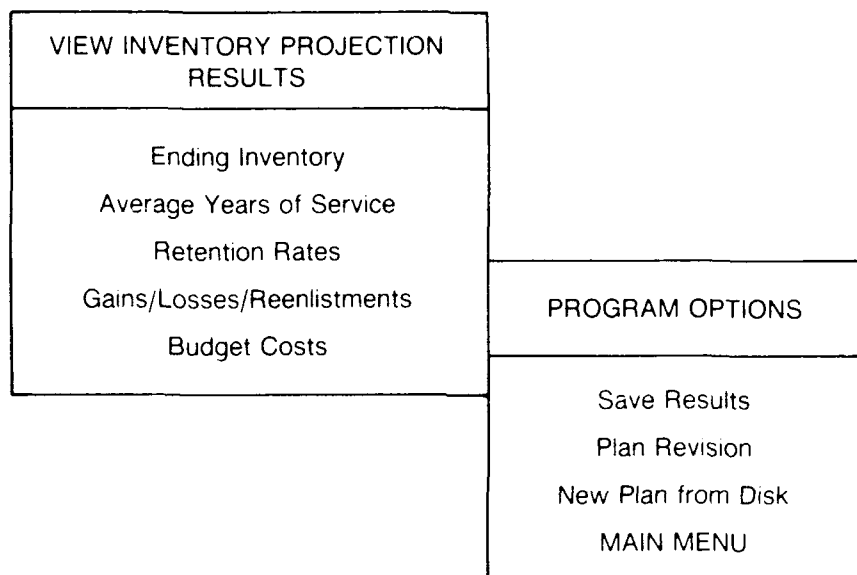 VIEW INVENTORY PROJECTION
RESULTS
Ending Inventory
Average Years of Service
Retention Rates
Gains/Losses/Reenlistments
Budget Costs
PROGRAM OPTIONS
Save Results
Plan Revision
New Plan from Disk
MAIN MENU